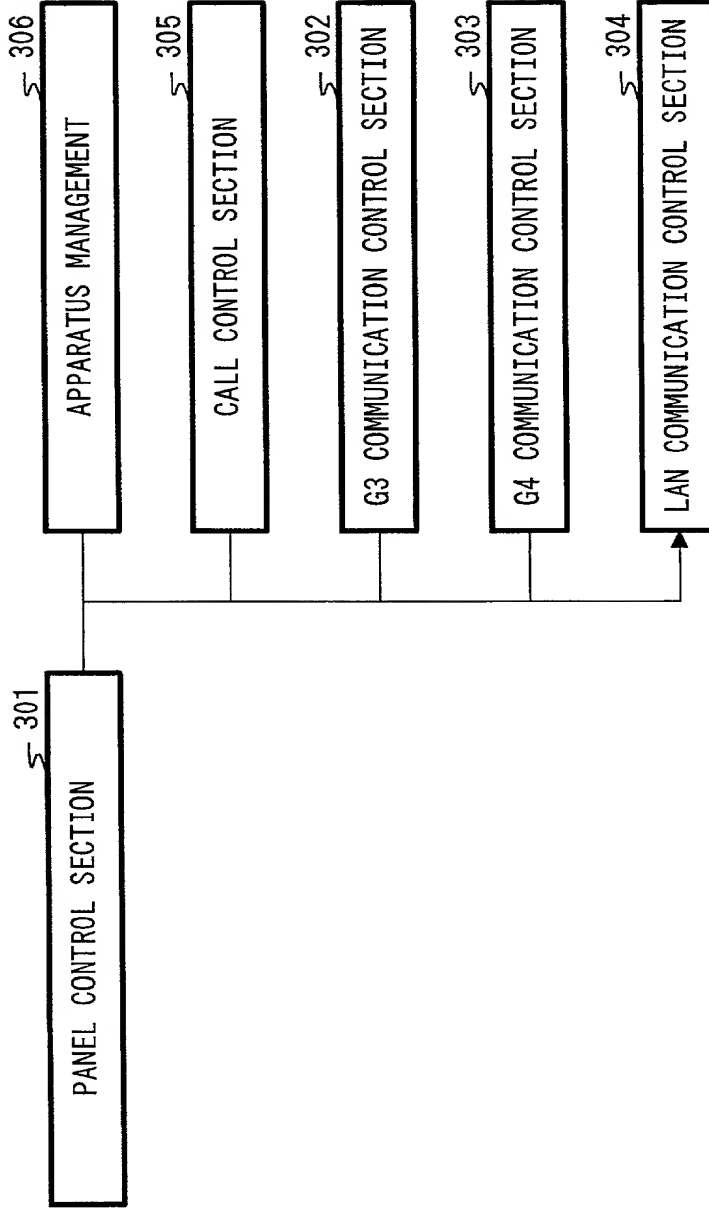 301
PANEL CONTROL SECTION
306
APPARATUS MANAGEMENT
305
CALL CONTROL SECTION
302
G3 COMMUNICATION CONTROL SECTION
303
G4 COMMUNICATION CONTROL SECTION
304
LAN COMMUNICATION CONTROL SECTION